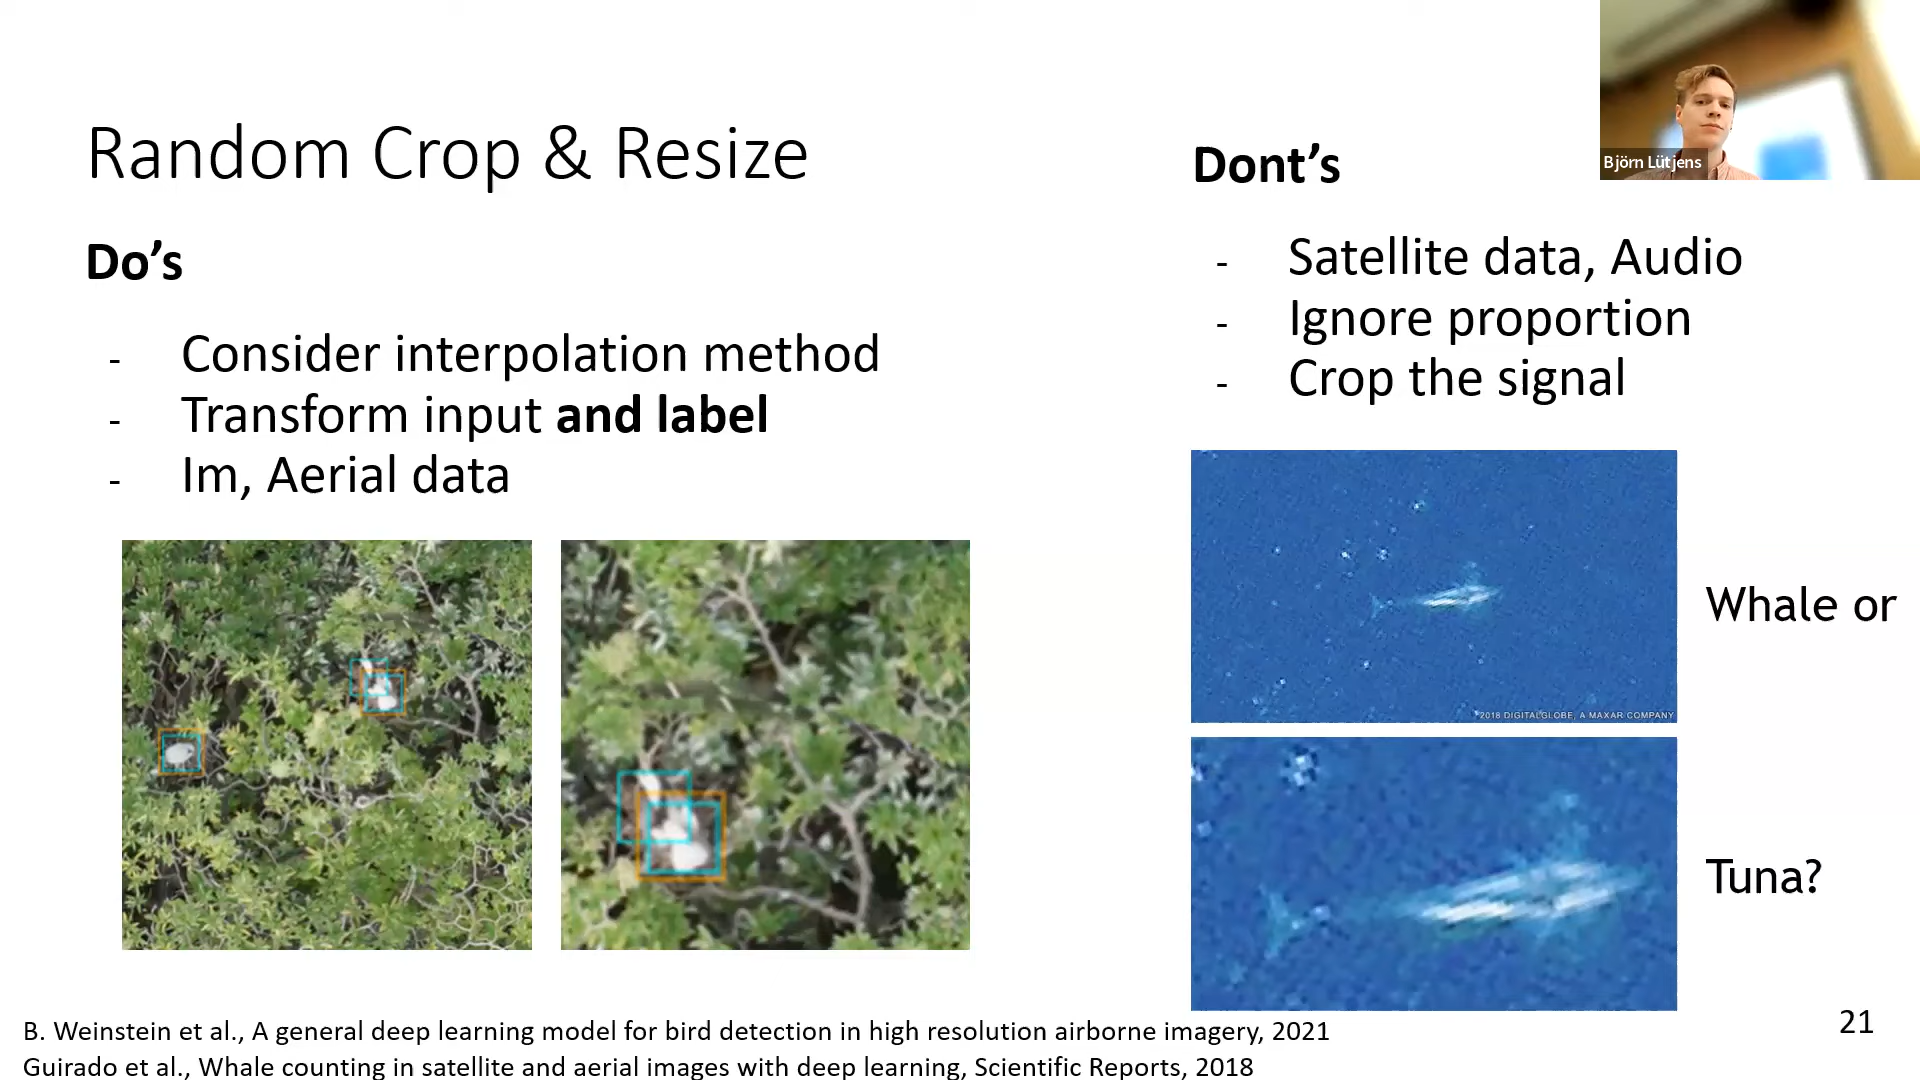 Random Crop & Resize
Do’s
- Consider interpolation method
- Transform input and label
- Im, Aerial data
Dont’s
- Satellite data, Audio
- Ignore proportion
- Crop the signal
Björn Lütjens
2018 DIGITALGLOBE, A MAXAR COMPANY
Whale or
Tuna?
B. Weinstein et al., A general deep learning model for bird detection in high resolution airborne imagery, 2021
Guirado et al., Whale counting in satellite and aerial images with deep learning, Scientific Reports, 2018
21